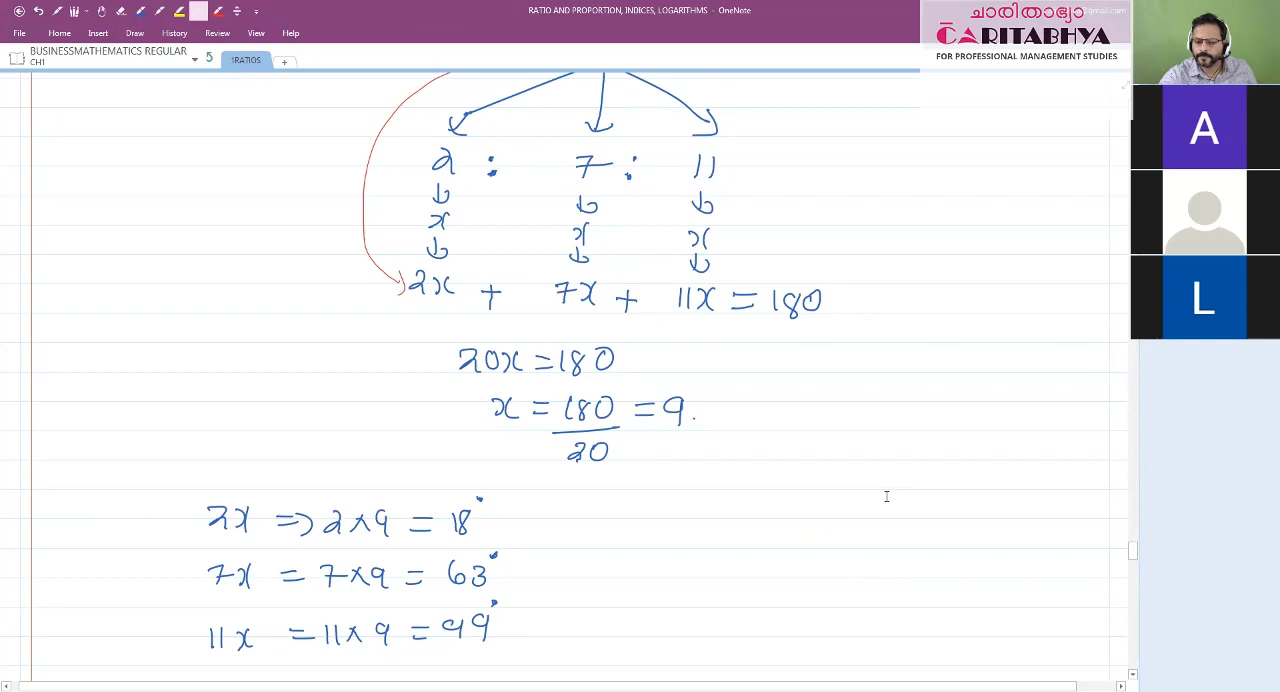 RATIO AND PROPORTION, INDICES, LOGARITHMS - OneNote
@gmail.com
ചാരിതാഭ്യാ
CARITABHYA
FOR PROFESSIONAL MANAGEMENT STUDIES
File Home Insert Draw History Review View Help
BUSINESSMATHEMATICS REGULAR
CH1
5
1RATIOS
A
L
2 : 7 : 11
x x x
2x + 7x + 11x = 180
20x = 180
x = 180/20 = 9.
2x => 2 × 9 = 18°
7x = 7 × 9 = 63°
11x = 11 × 9 = 99°